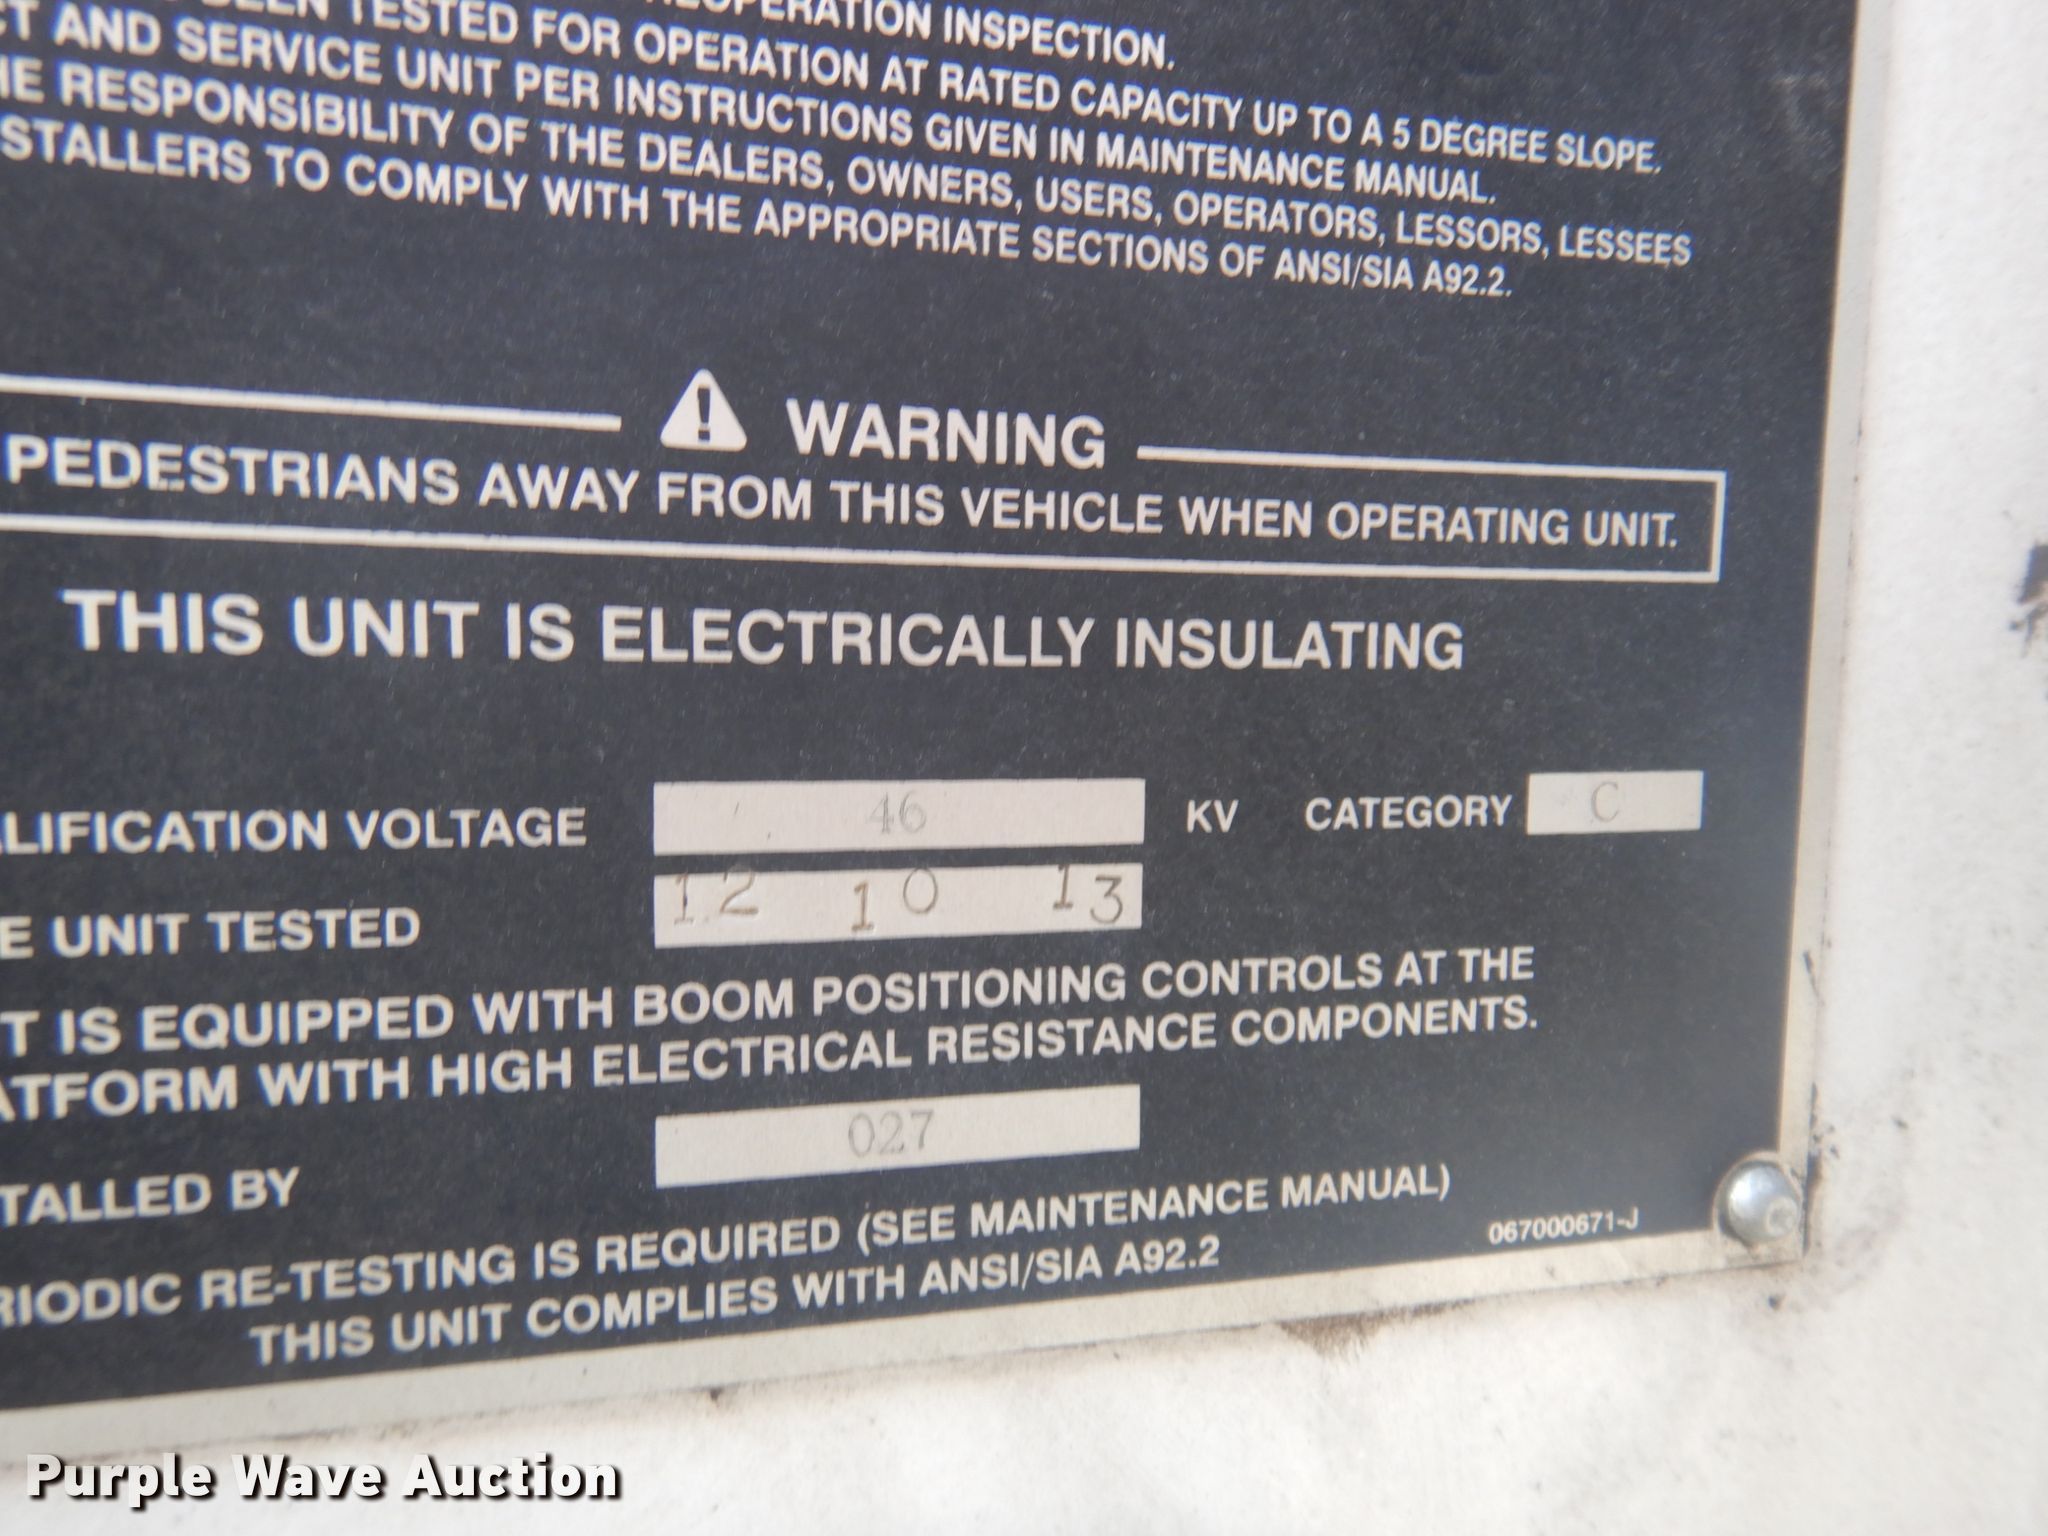 OPERATION INSPECTION.
BEEN TESTED FOR OPERATION AT RATED CAPACITY UP TO A 5 DEGREE SLOPE.
AND SERVICE UNIT PER INSTRUCTIONS GIVEN IN MAINTENANCE MANUAL.
RESPONSIBILITY OF THE DEALERS, OWNERS, USERS, OPERATORS, LESSORS, LESSEES
STALLERS TO COMPLY WITH THE APPROPRIATE SECTIONS OF ANSI/SIA A92.2.
WARNING
PEDESTRIANS AWAY FROM THIS VEHICLE WHEN OPERATING UNIT.
THIS UNIT IS ELECTRICALLY INSULATING
LIFICATION VOLTAGE 46 KV CATEGORY C
E UNIT TESTED 12 10 13
T IS EQUIPPED WITH BOOM POSITIONING CONTROLS AT THE
ATFORM WITH HIGH ELECTRICAL RESISTANCE COMPONENTS.
TALLED BY 027
RIODIC RE-TESTING IS REQUIRED (SEE MAINTENANCE MANUAL)
THIS UNIT COMPLIES WITH ANSI/SIA A92.2
067000671-J
Purple Wave Auction